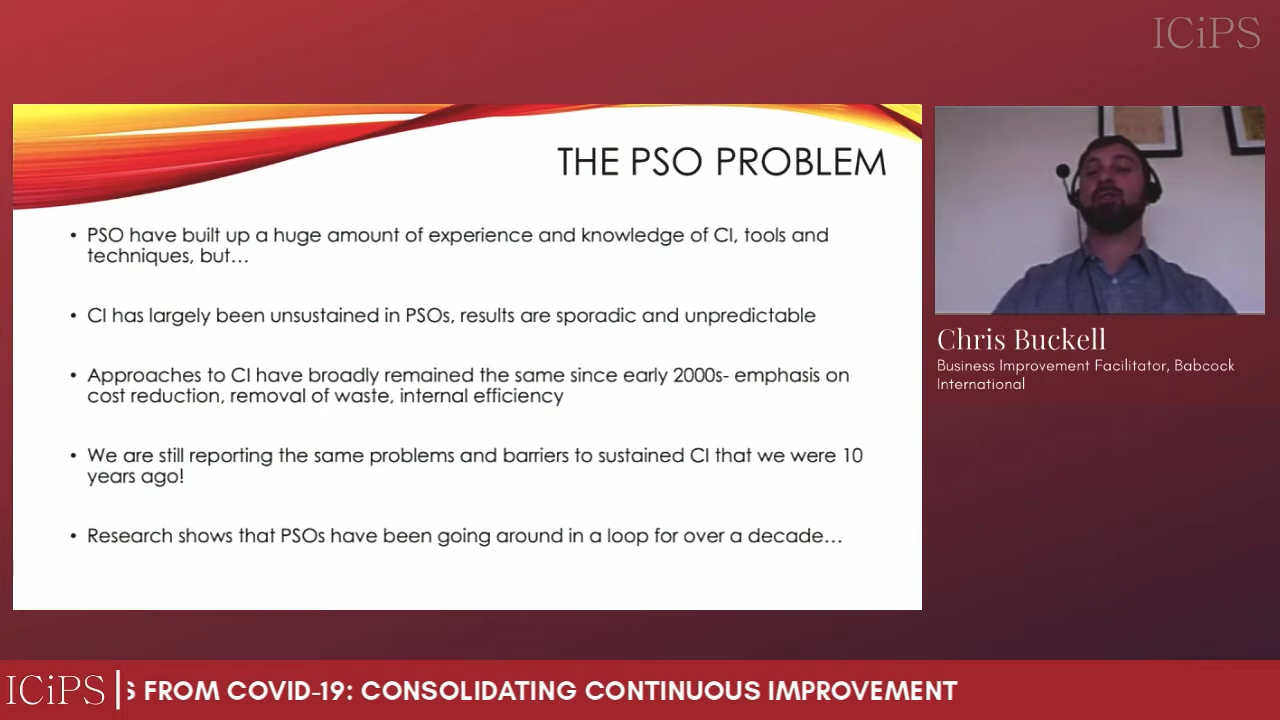 ICiPS
THE PSO PROBLEM
• PSO have built up a huge amount of experience and knowledge of CI, tools and
techniques, but…
• CI has largely been unsustained in PSOs, results are sporadic and unpredictable
• Approaches to CI have broadly remained the same since early 2000s- emphasis on
cost reduction, removal of waste, internal efficiency
• We are still reporting the same problems and barriers to sustained CI that we were 10
years ago!
• Research shows that PSOs have been going around in a loop for over a decade…
Chris Buckell
Business Improvement Facilitator, Babcock
International
ICiPS
S FROM COVID-19: CONSOLIDATING CONTINUOUS IMPROVEMENT